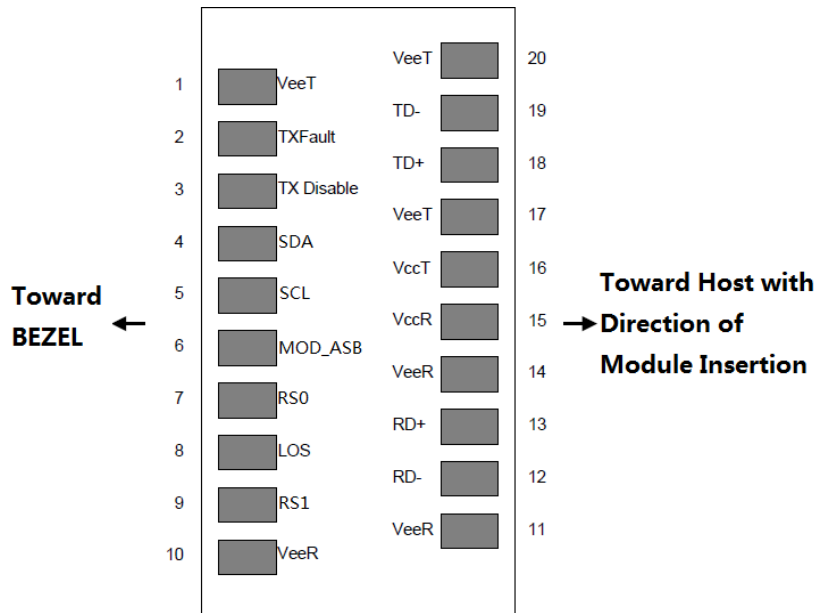 VeeT 20
1 VeeT
TD- 19
2 TXFault
TD+ 18
3 TX Disable
VeeT 17
4 SDA
VccT 16
5 SCL
VccR 15
6 MOD_ASB
VeeR 14
7 RS0
RD+ 13
8 LOS
RD- 12
9 RS1
VeeR 11
10 VeeR
Toward
BEZEL
Toward Host with
Direction of
Module Insertion